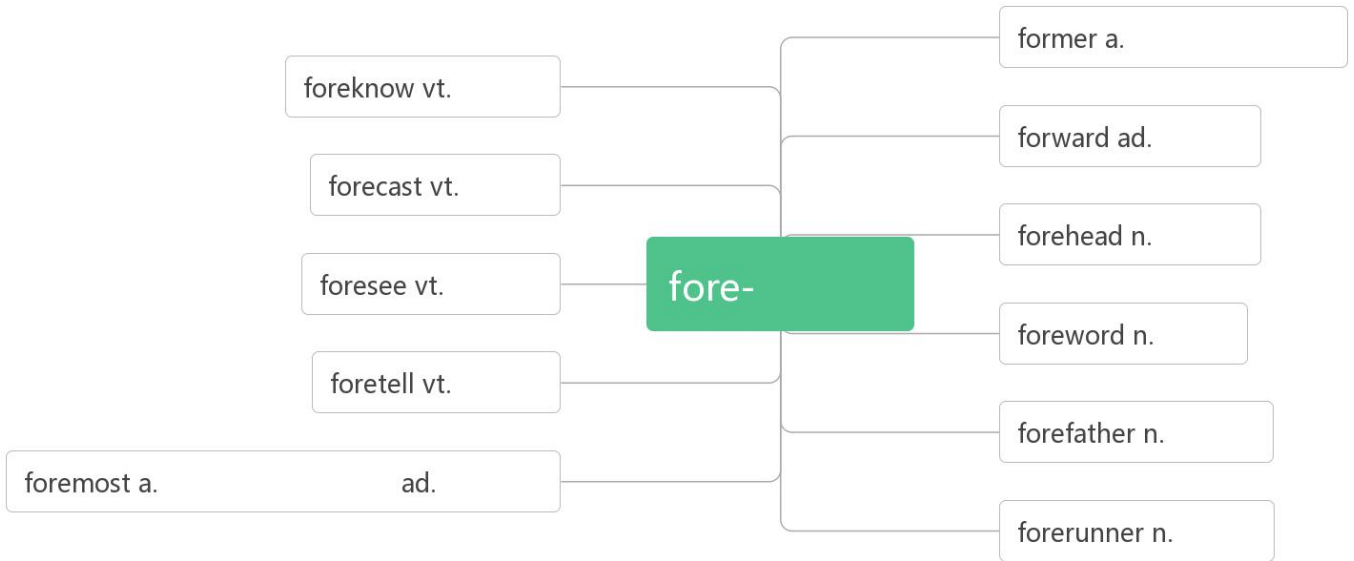 former a.
foreknow vt.
forward ad.
forecast vt.
forehead n.
foresee vt.
fore-
foreword n.
foretell vt.
forefather n.
foremost a. ad.
forerunner n.